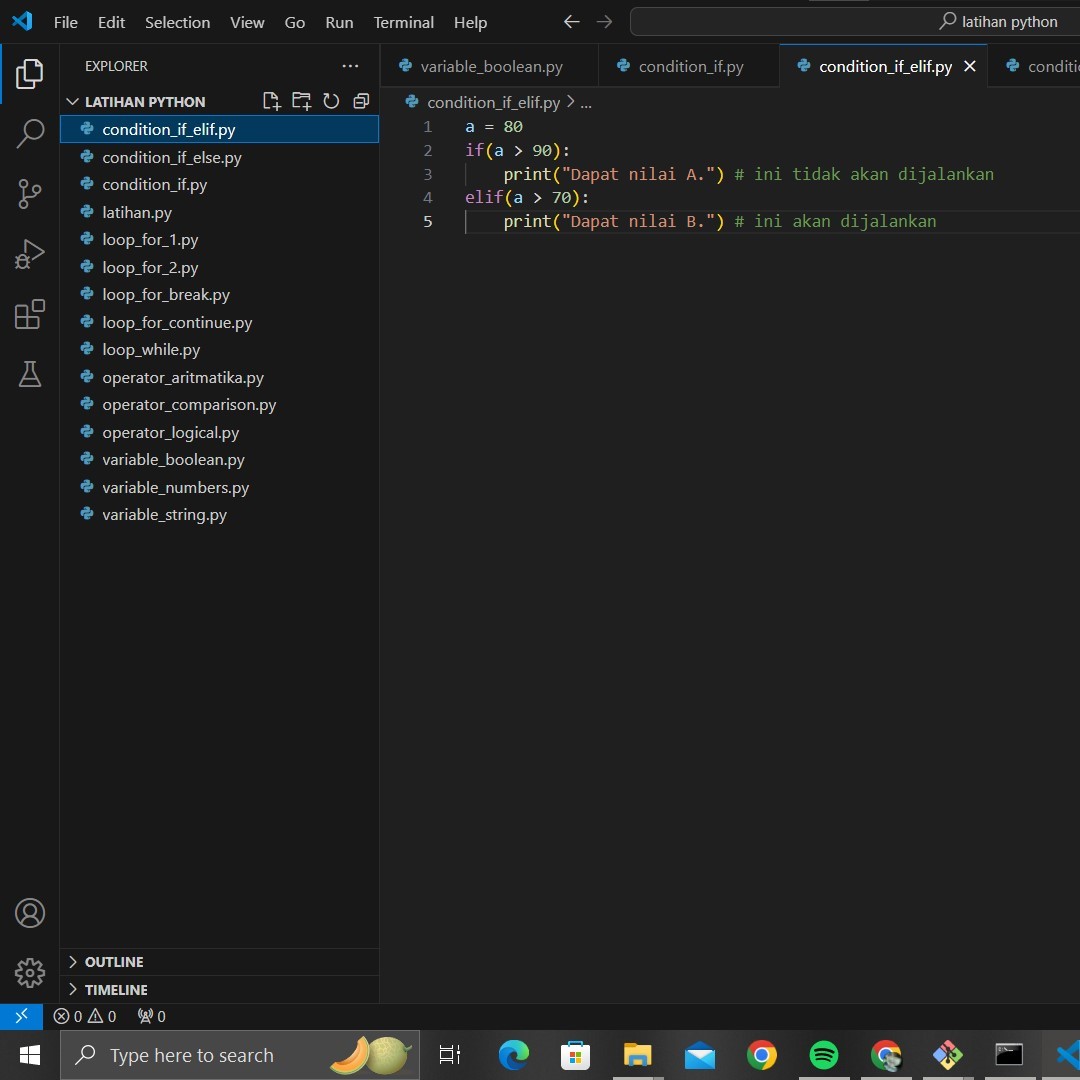 File Edit Selection View Go Run Terminal Help
latihan python
EXPLORER
variable_boolean.py
condition_if.py
condition_if_elif.py
LATIHAN PYTHON
condition_if_elif.py > ...
condition_if_elif.py
condition_if_else.py
condition_if.py
latihan.py
loop_for_1.py
loop_for_2.py
loop_for_break.py
loop_for_continue.py
loop_while.py
operator_aritmatika.py
operator_comparison.py
operator_logical.py
variable_boolean.py
variable_numbers.py
variable_string.py
1 a = 80
2 if(a > 90):
3 print("Dapat nilai A.") # ini tidak akan dijalankan
4 elif(a > 70):
5 print("Dapat nilai B.") # ini akan dijalankan
OUTLINE
TIMELINE
0 0 0
Type here to search